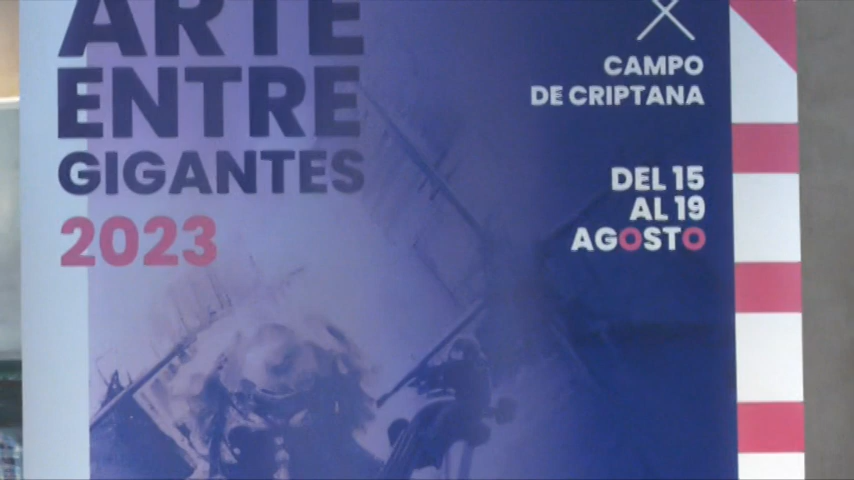 ARTE
ENTRE
GIGANTES
2023
CAMPO
DE CRIPTANA
DEL 15
AL 19
AGOSTO